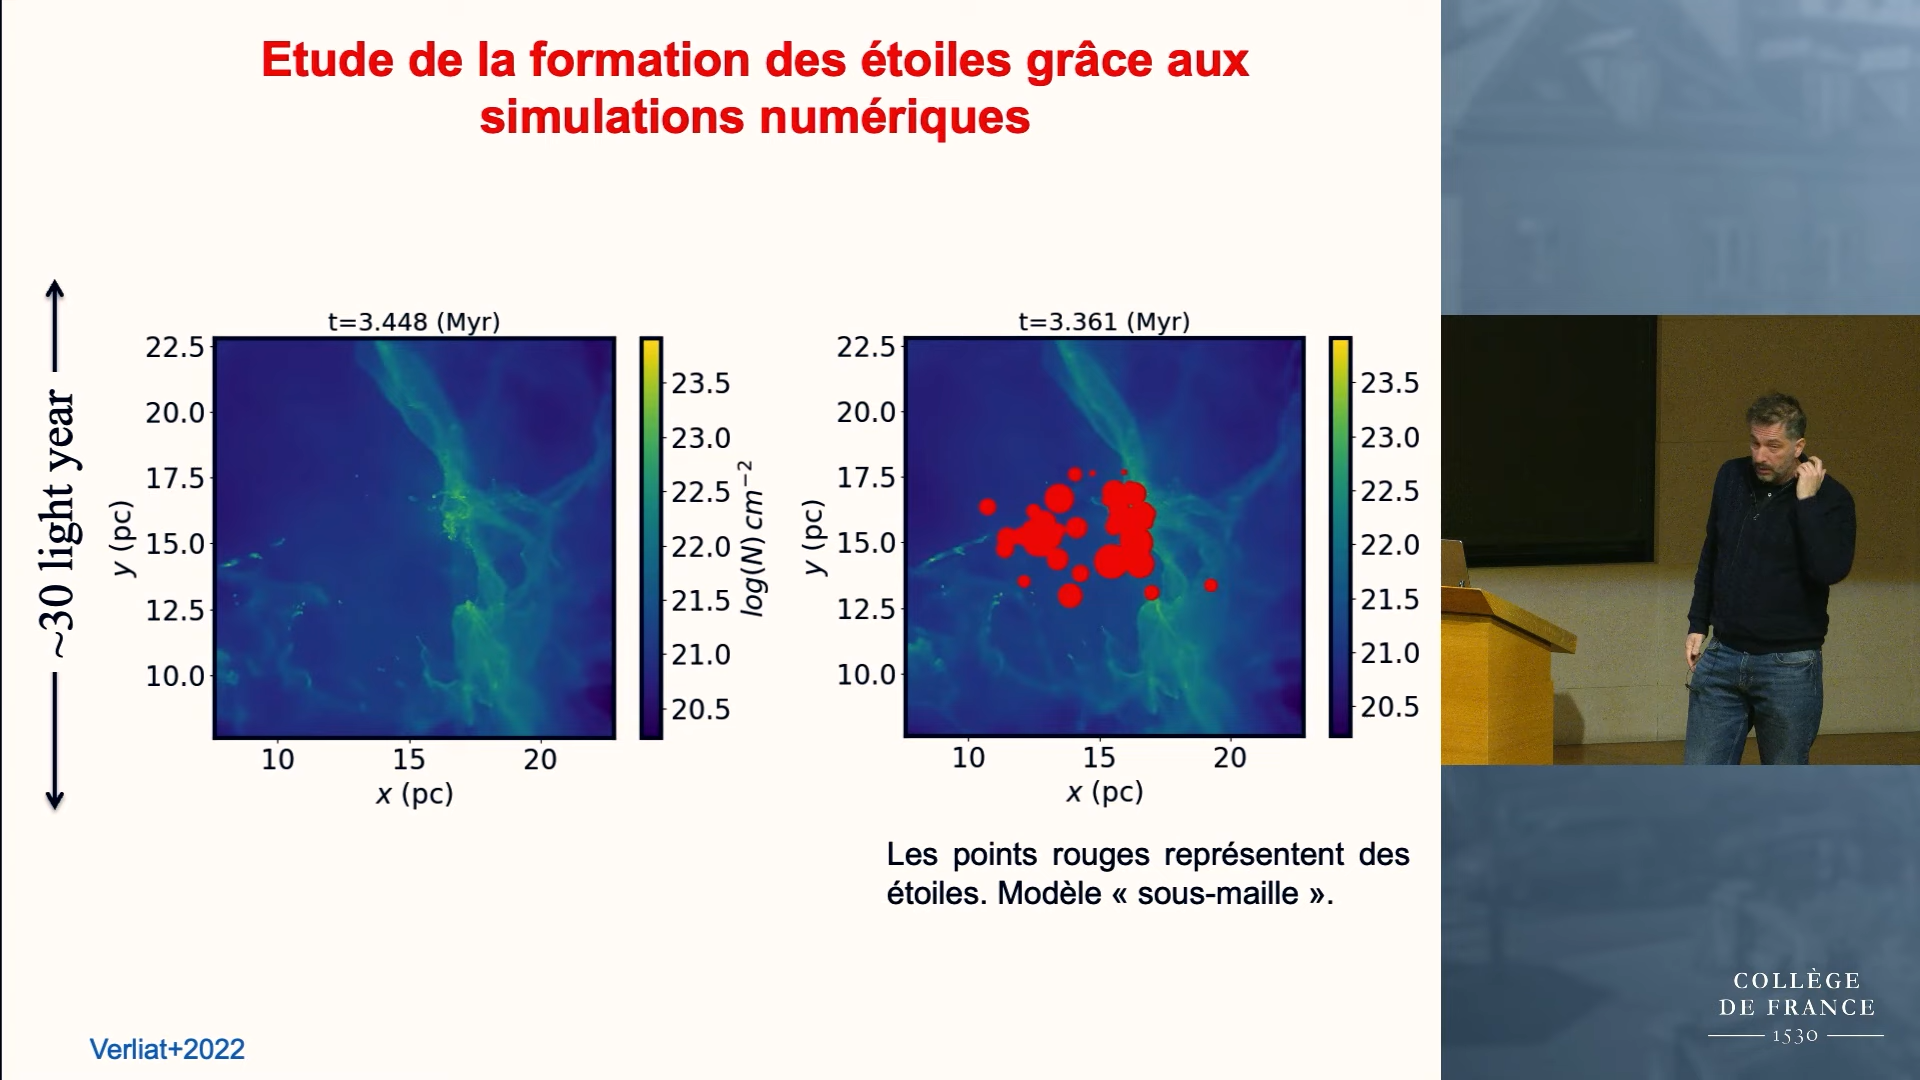 Etude de la formation des étoiles grâce aux
simulations numériques
~30 light year
t=3.448 (Myr)
22.5
20.0
17.5
15.0
12.5
10.0
y (pc)
10 15 20
x (pc)
23.5
23.0
22.5
22.0
21.5
21.0
20.5
log(N) cm⁻²
t=3.361 (Myr)
22.5
20.0
17.5
15.0
12.5
10.0
y (pc)
10 15 20
x (pc)
23.5
23.0
22.5
22.0
21.5
21.0
20.5
Les points rouges représentent des
étoiles. Modèle « sous-maille ».
Verliat+2022
COLLÈGE
DE FRANCE
1530